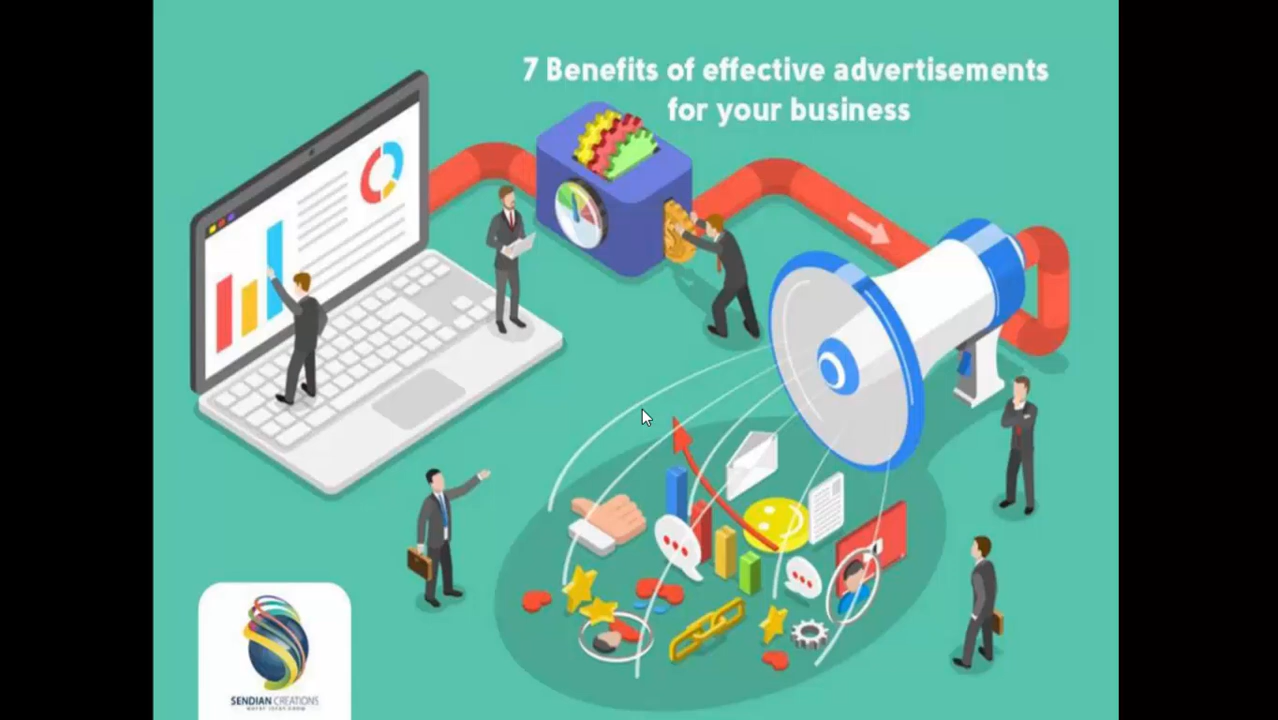 7 Benefits of effective advertisements
for your business
SENDIAN CREATIONS